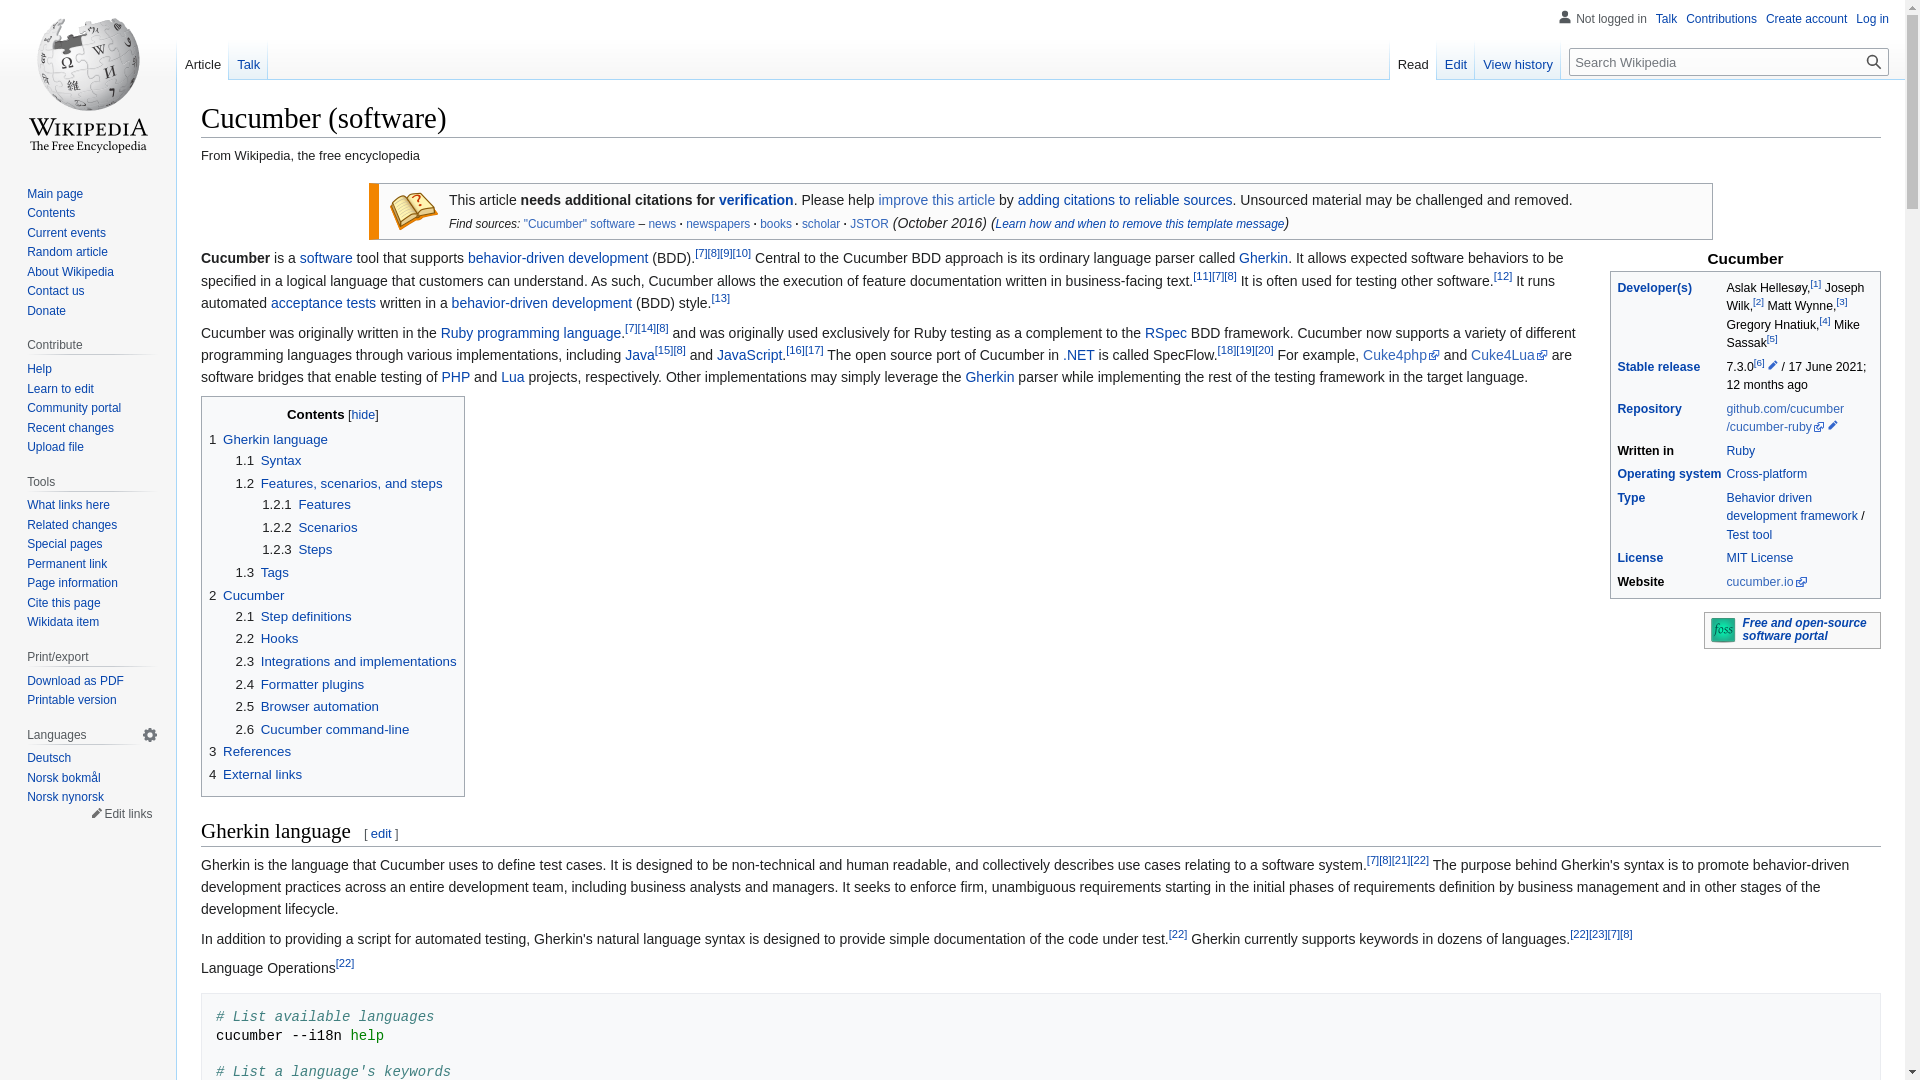 Not logged in Talk Contributions Create account Log in
Article Talk Read Edit View history Search Wikipedia
WIKIPEDIA
The Free Encyclopedia
Main page
Contents
Current events
Random article
About Wikipedia
Contact us
Donate
Contribute
Help
Learn to edit
Community portal
Recent changes
Upload file
Tools
What links here
Related changes
Special pages
Permanent link
Page information
Cite this page
Wikidata item
Print/export
Download as PDF
Printable version
Languages
Deutsch
Norsk bokmål
Norsk nynorsk
Edit links
Cucumber (software)
From Wikipedia, the free encyclopedia
This article needs additional citations for verification. Please help improve this article by adding citations to reliable sources. Unsourced material may be challenged and removed.
Find sources: "Cucumber" software – news · newspapers · books · scholar · JSTOR (October 2016) (Learn how and when to remove this template message)
Cucumber is a software tool that supports behavior-driven development (BDD).[7][8][9][10] Central to the Cucumber BDD approach is its ordinary language parser called Gherkin. It allows expected software behaviors to be
specified in a logical language that customers can understand. As such, Cucumber allows the execution of feature documentation written in business-facing text.[11][7][8] It is often used for testing other software.[12] It runs
automated acceptance tests written in a behavior-driven development (BDD) style.[13]
Cucumber was originally written in the Ruby programming language.[7][14][8] and was originally used exclusively for Ruby testing as a complement to the RSpec BDD framework. Cucumber now supports a variety of different
programming languages through various implementations, including Java[15][8] and JavaScript.[16][17] The open source port of Cucumber in .NET is called SpecFlow.[18][19][20] For example, Cuke4php and Cuke4Lua are
software bridges that enable testing of PHP and Lua projects, respectively. Other implementations may simply leverage the Gherkin parser while implementing the rest of the testing framework in the target language.
Cucumber
Developer(s) Aslak Hellesøy,[1] Joseph
Wilk,[2] Matt Wynne,[3]
Gregory Hnatiuk,[4] Mike
Sassak[5]
Stable release 7.3.0[6] / 17 June 2021;
12 months ago
Repository github.com/cucumber
/cucumber-ruby
Written in Ruby
Operating system Cross-platform
Type Behavior driven
development framework /
Test tool
License MIT License
Website cucumber.io
foss Free and open-source
software portal
Contents [hide]
1 Gherkin language
1.1 Syntax
1.2 Features, scenarios, and steps
1.2.1 Features
1.2.2 Scenarios
1.2.3 Steps
1.3 Tags
2 Cucumber
2.1 Step definitions
2.2 Hooks
2.3 Integrations and implementations
2.4 Formatter plugins
2.5 Browser automation
2.6 Cucumber command-line
3 References
4 External links
Gherkin language [ edit ]
Gherkin is the language that Cucumber uses to define test cases. It is designed to be non-technical and human readable, and collectively describes use cases relating to a software system.[7][8][21][22] The purpose behind Gherkin's syntax is to promote behavior-driven
development practices across an entire development team, including business analysts and managers. It seeks to enforce firm, unambiguous requirements starting in the initial phases of requirements definition by business management and in other stages of the
development lifecycle.
In addition to providing a script for automated testing, Gherkin's natural language syntax is designed to provide simple documentation of the code under test.[22] Gherkin currently supports keywords in dozens of languages.[22][23][7][8]
Language Operations[22]
# List available languages
cucumber --i18n help
# List a language's keywords